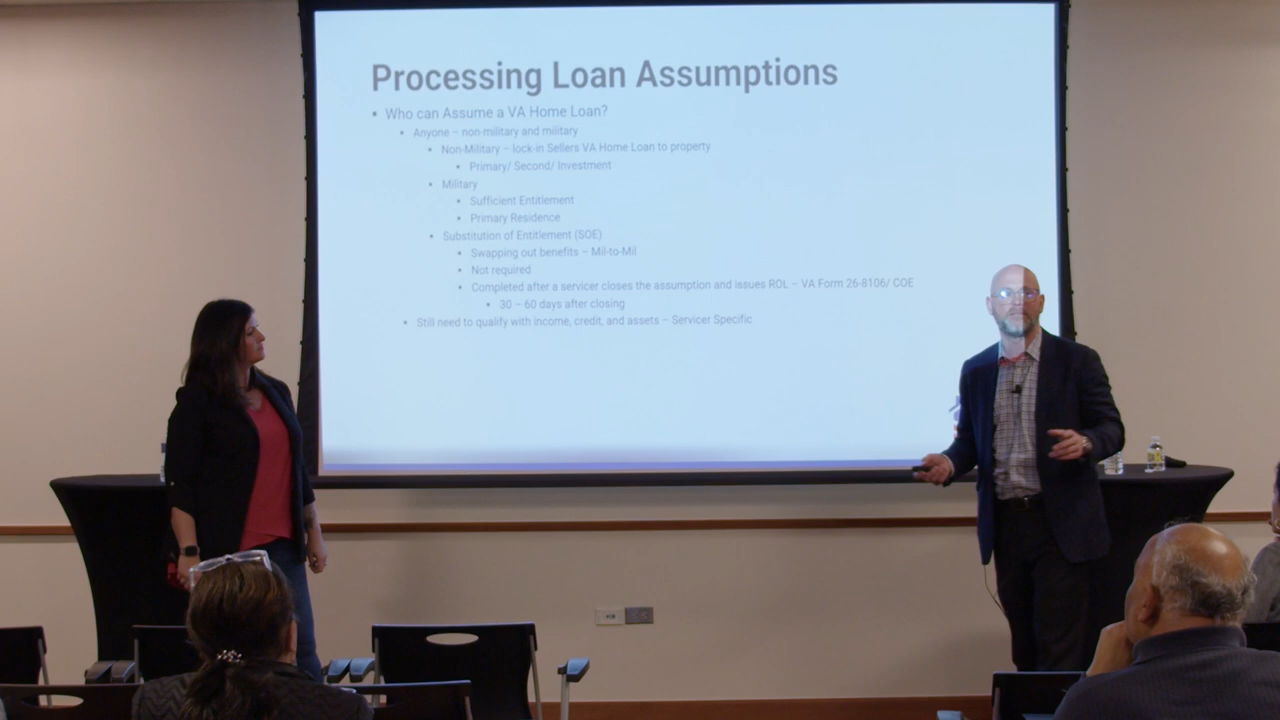 Processing Loan Assumptions
• Who can Assume a VA Home Loan?
• Anyone – non-military and military
• Non-Military – lock-in Sellers VA Home Loan to property
• Primary/ Second/ Investment
• Military
• Sufficient Entitlement
• Primary Residence
• Substitution of Entitlement (SOE)
• Swapping out benefits – Mil-to-Mil
• Not required
• Completed after a servicer closes the assumption and issues ROL – VA Form 26-8106/ COE
• 30 – 60 days after closing
• Still need to qualify with income, credit, and assets – Servicer Specific